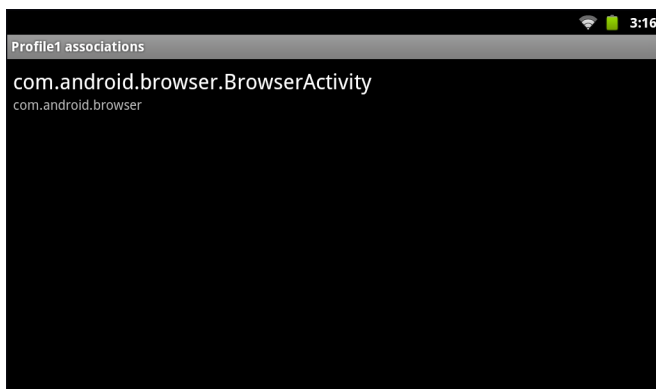 3:16
Profile1 associations
com.android.browser.BrowserActivity
com.android.browser